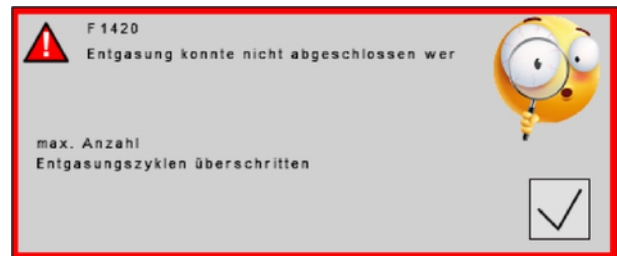 F 1420
Entgasung konnte nicht abgeschlossen wer
max. Anzahl
Entgasungszyklen überschritten